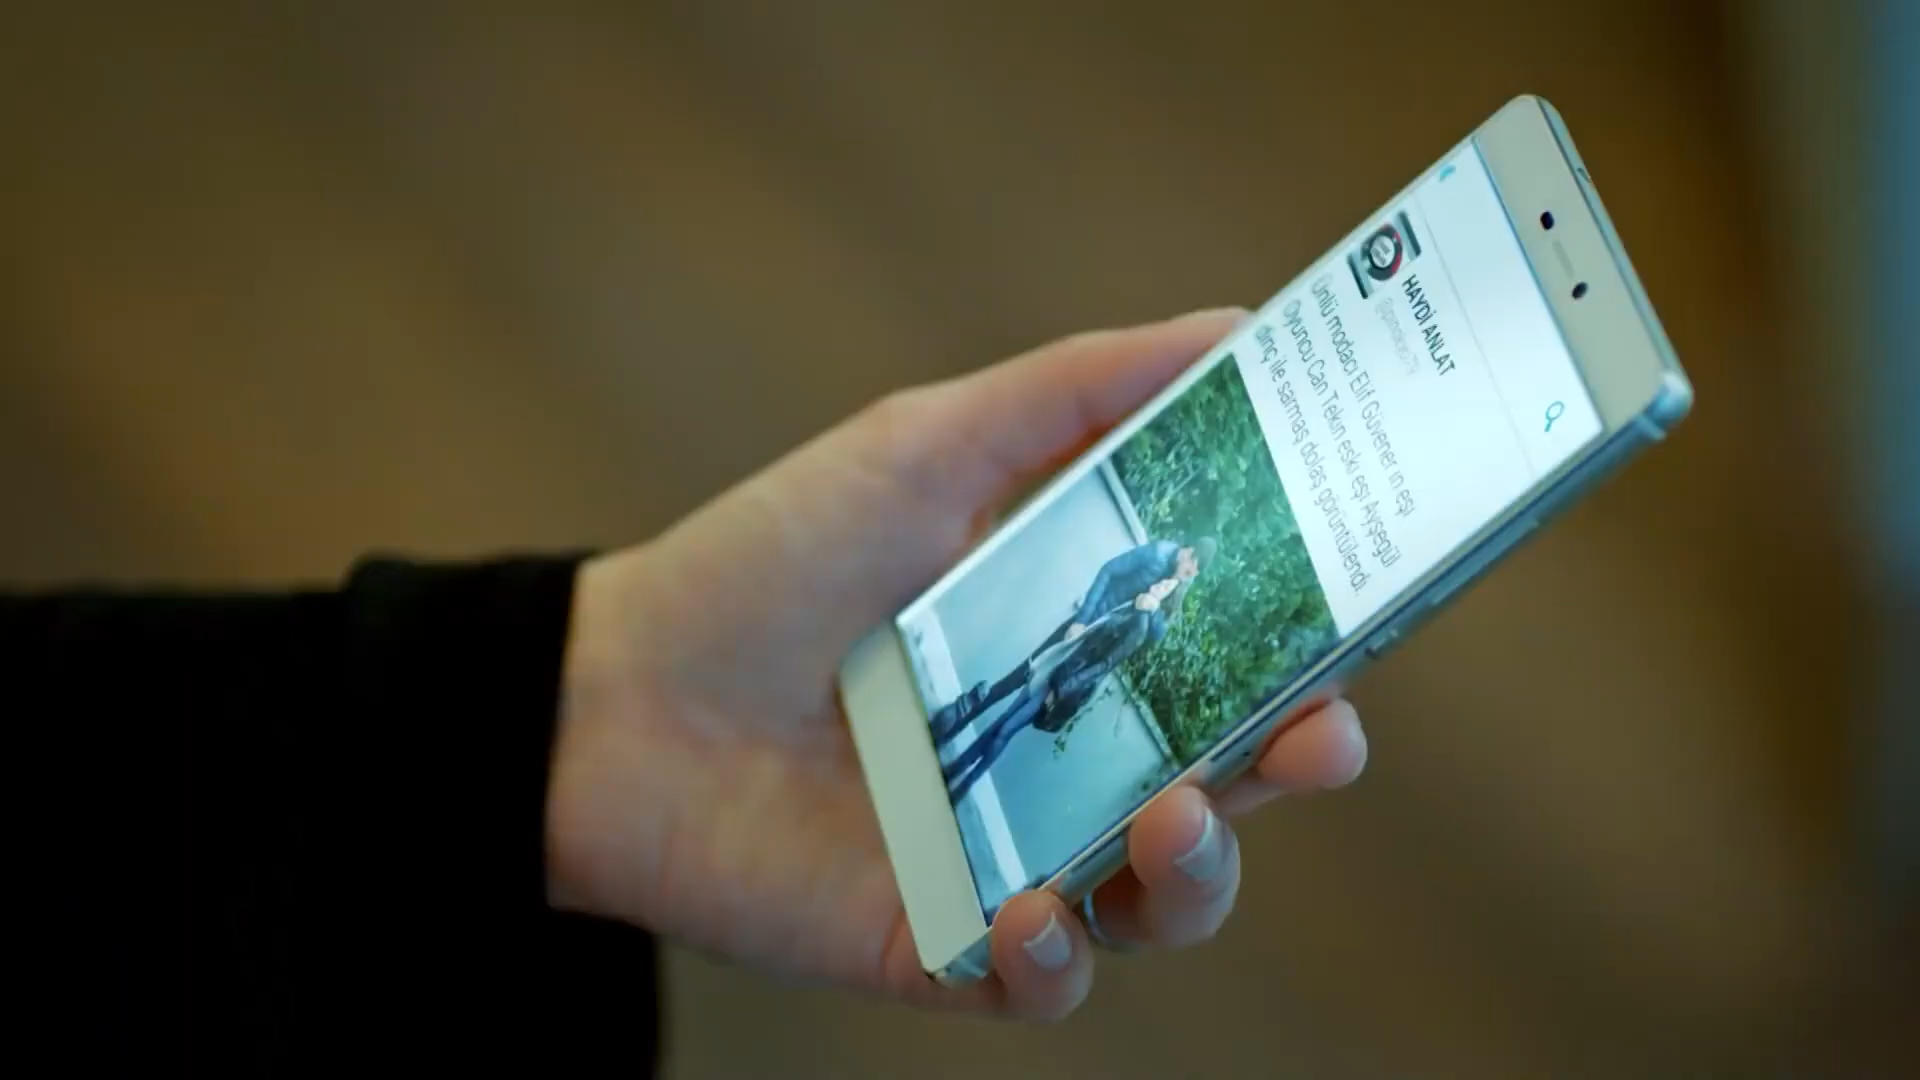 HAYDİ ANLAT
Ünlü modacı Elif Güvener'in eşi
Oyuncu Can Tekin eski eşi Ayşegül
dinç ile sarmaş dolaş görüntülendi.